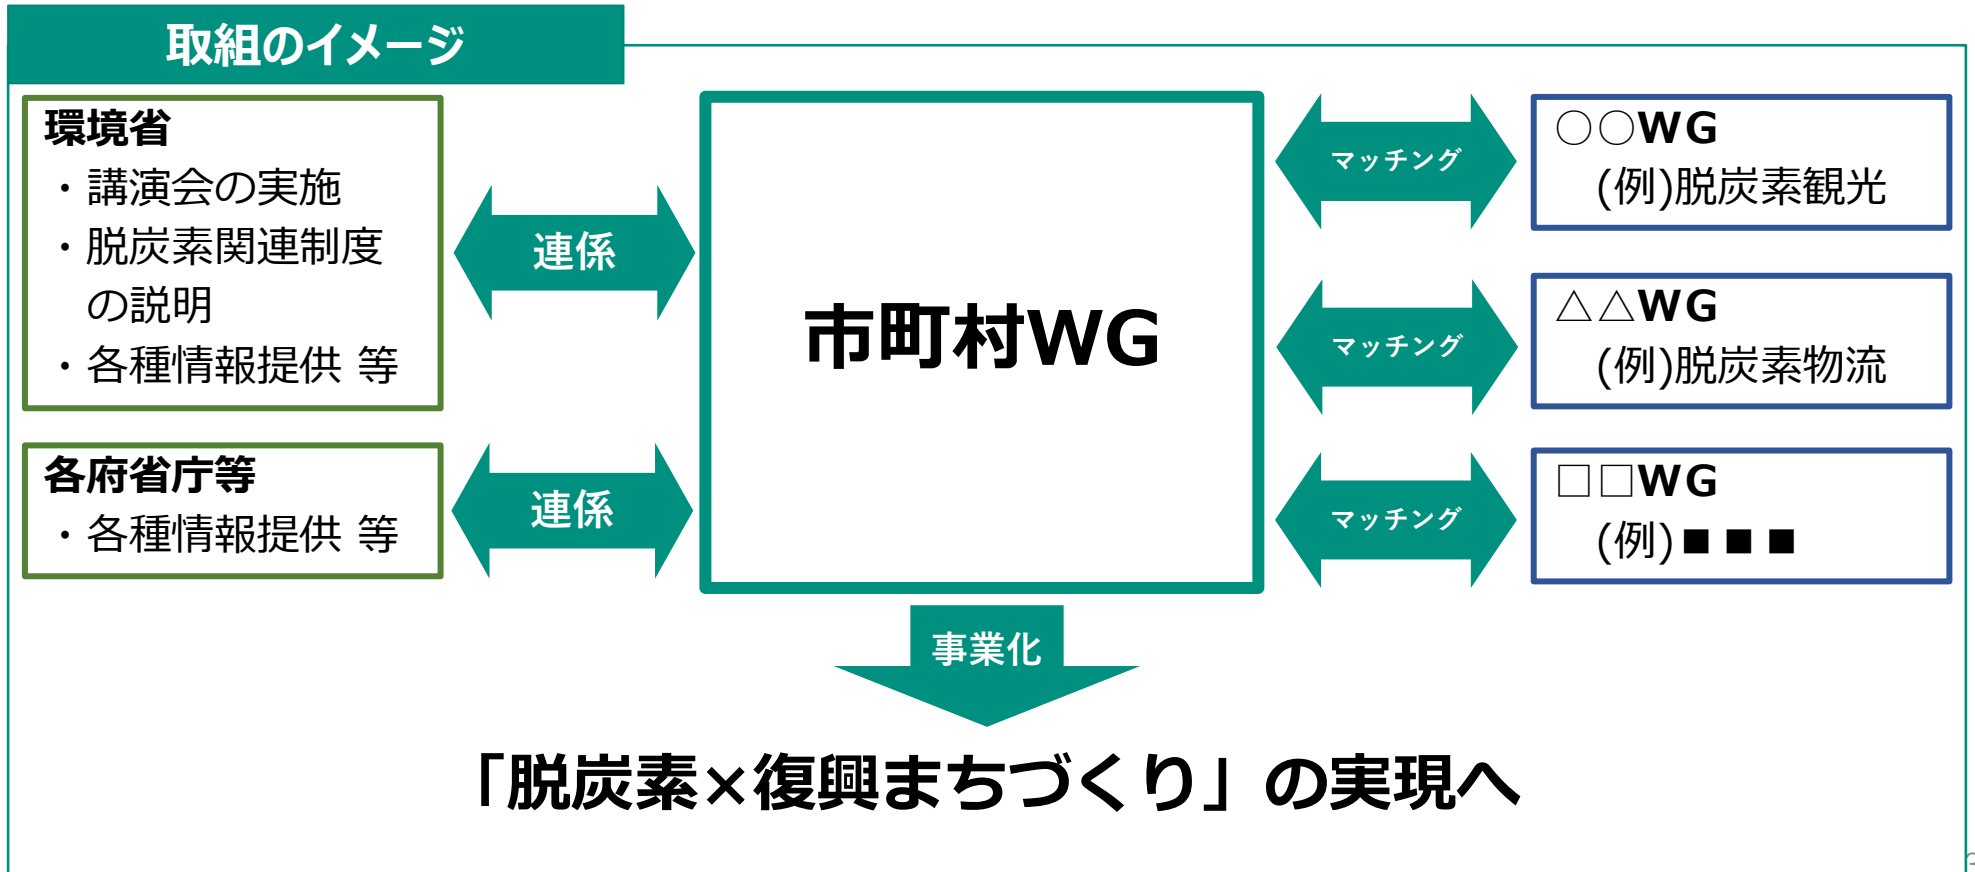 取組のイメージ
環境省
・講演会の実施
・脱炭素関連制度
の説明
・各種情報提供 等
各府省庁等
・各種情報提供 等
連係
連係
市町村WG
マッチング
マッチング
マッチング
○○WG
(例)脱炭素観光
△△WG
(例)脱炭素物流
□□WG
(例)■■■
事業化
「脱炭素×復興まちづくり」の実現へ